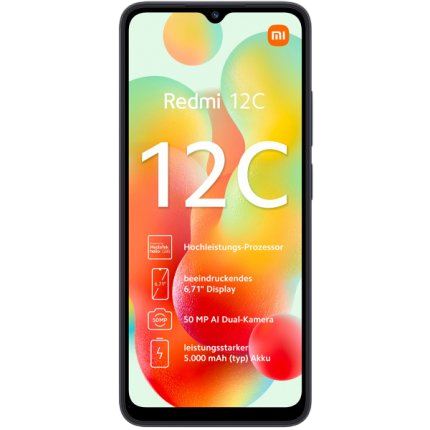 mi
Redmi 12C
12C
Hochleistungs-Prozessor
6,71"
beeindruckendes
6,71" Display
50MP
50 MP AI Dual-Kamera
leistungsstarker
5.000 mAh (typ) Akku